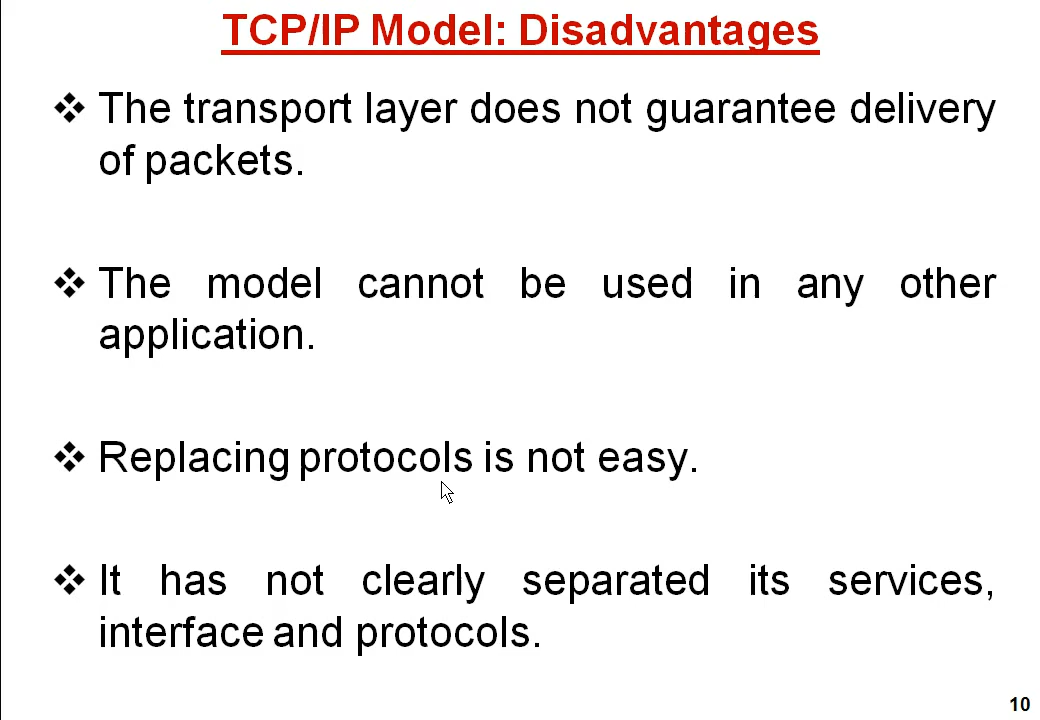 TCP/IP Model: Disadvantages
❖ The transport layer does not guarantee delivery
of packets.
❖ The model cannot be used in any other
application.
❖ Replacing protocols is not easy.
❖ It has not clearly separated its services,
interface and protocols.
10